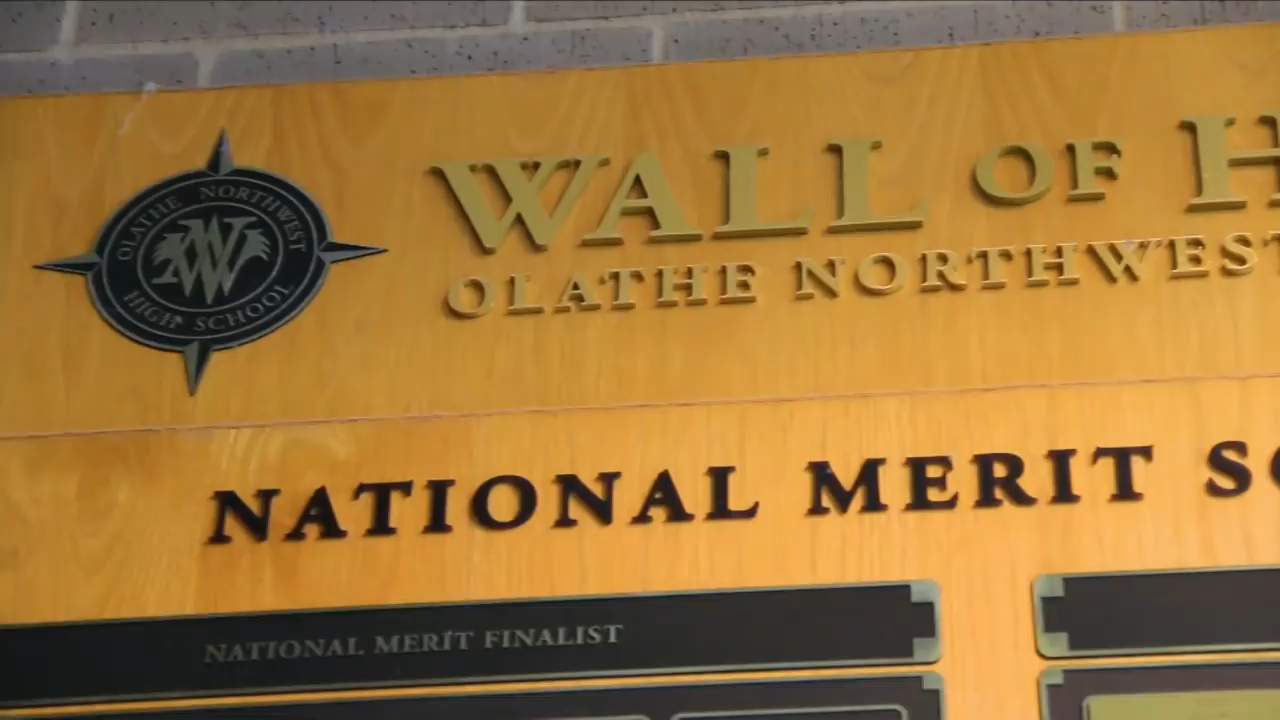 OLATHE NORTHWEST
HIGH SCHOOL
WALL OF H
OLATHE NORTHWEST
NATIONAL MERIT SC
NATIONAL MERIT FINALIST